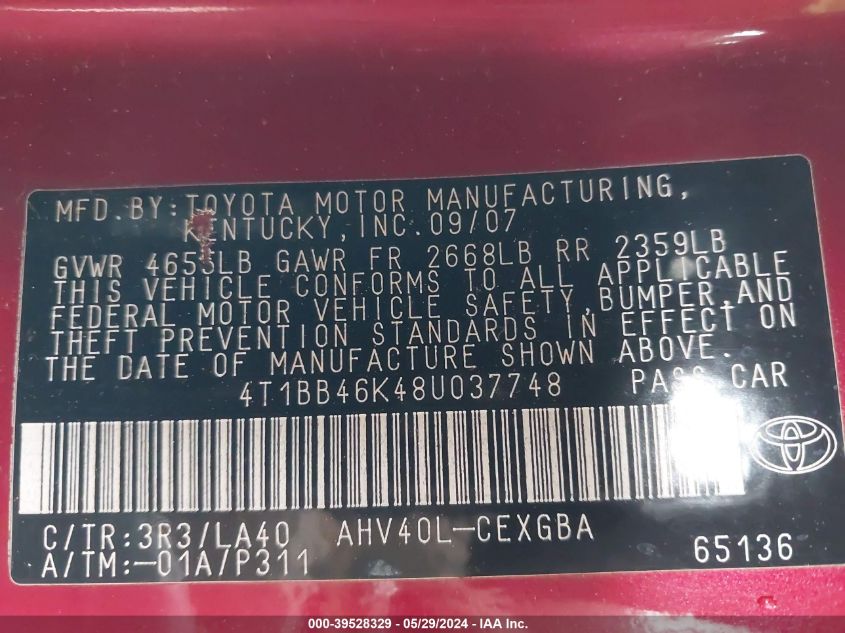 MFD.BY:TOYOTA MOTOR MANUFACTURING,
KENTUCKY,INC.09/07
GVWR 4653LB GAWR FR 2668LB RR 2359LB
THIS VEHICLE CONFORMS TO ALL APPLICABLE
FEDERAL MOTOR VEHICLE SAFETY,BUMPER,AND
THEFT PREVENTION STANDARDS IN EFFECT ON
THE DATE OF MANUFACTURE SHOWN ABOVE.
4T1BB46K48U037748 PASS CAR
C/TR:3R3/LA40 AHV40L-CEXGBA
A/TM:-01A/P311 65136
000-39528329 - 05/29/2024 - IAA Inc.